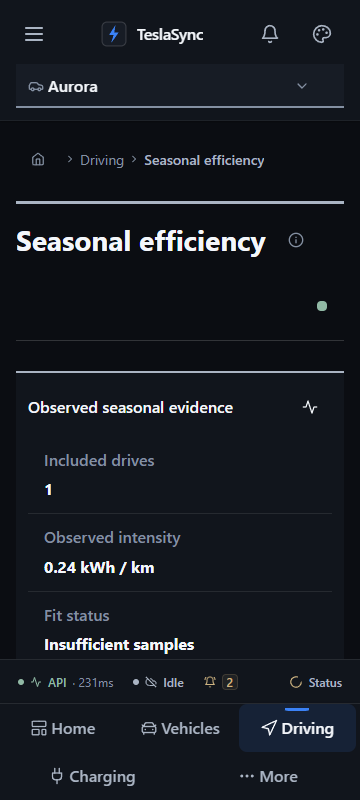 TeslaSync
Aurora
Driving
Seasonal efficiency
Seasonal efficiency
Observed seasonal evidence
Included drives
1
Observed intensity
0.24 kWh / km
Fit status
Insufficient samples
API · 231ms
Idle
2
Status
Home
Vehicles
Driving
Charging
More